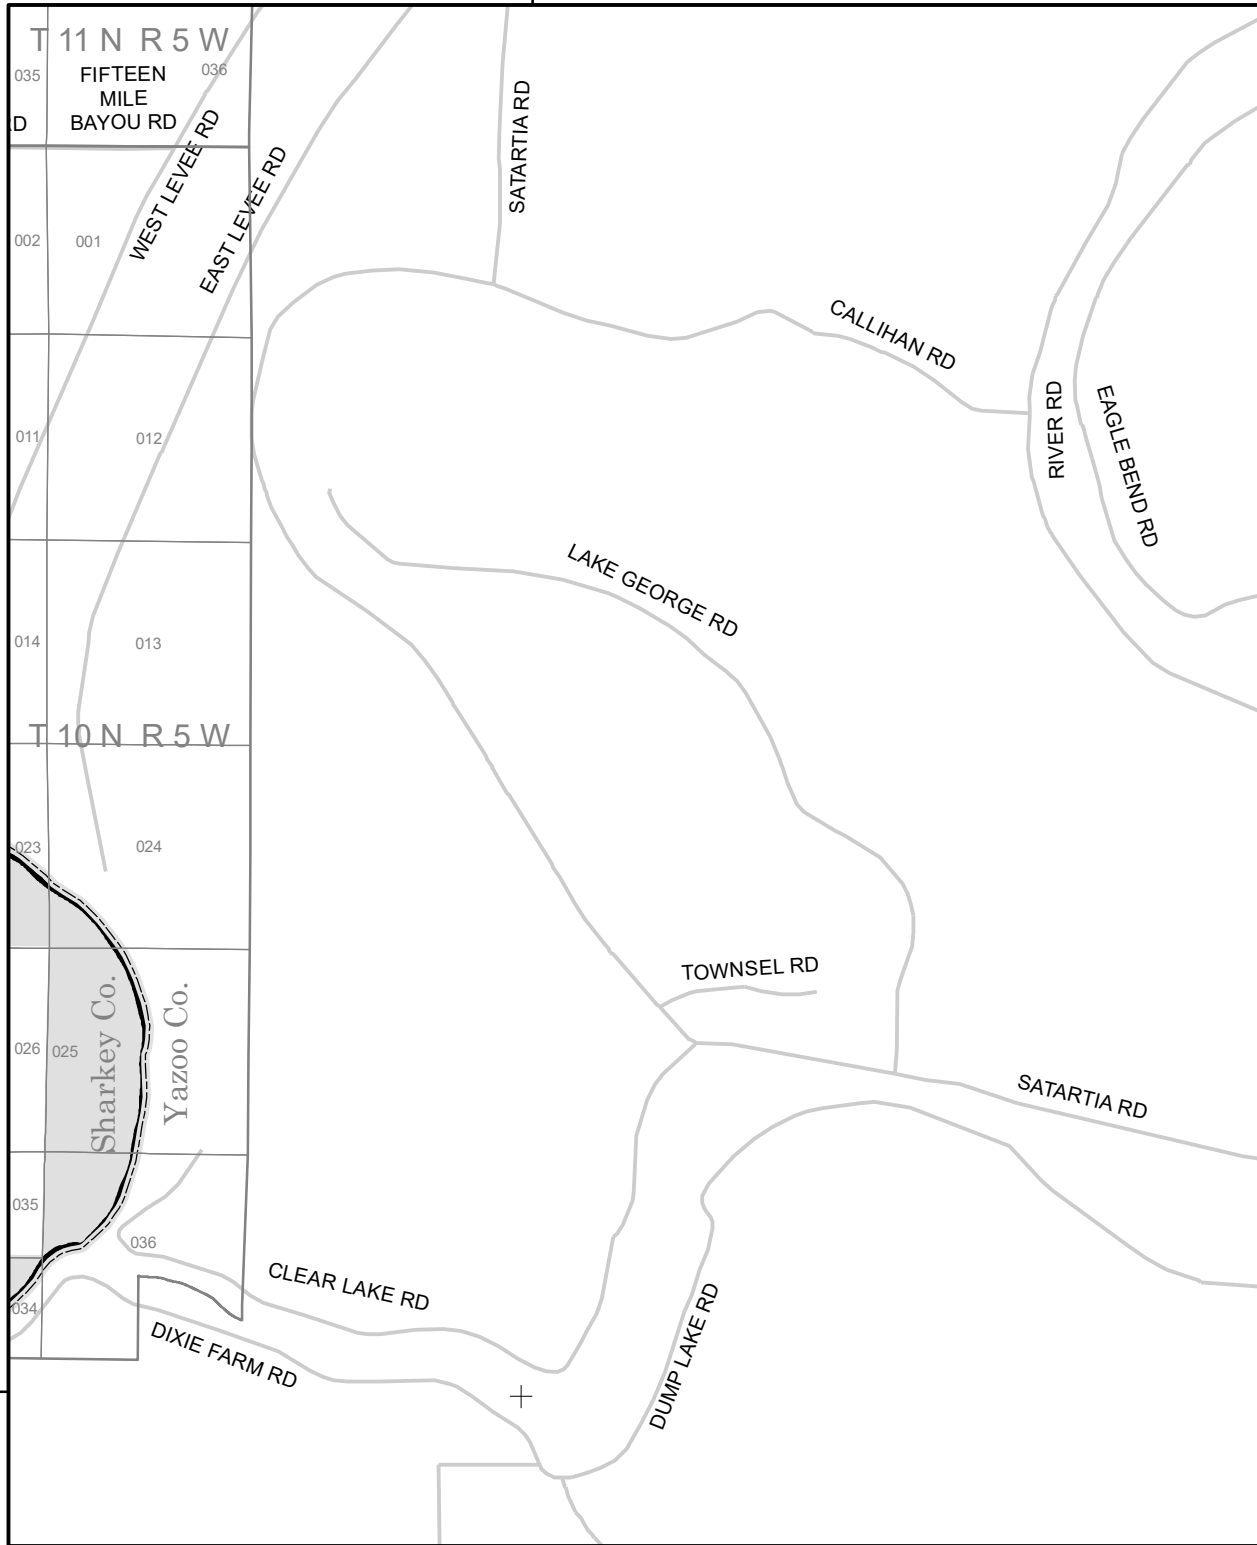 T 11 N R 5 W
035
FIFTEEN
MILE
BAYOU RD
036
RD
WEST LEVEE RD
EAST LEVEE RD
SATARTIA RD
002
001
CALLIHAN RD
RIVER RD
EAGLE BEND RD
011
012
LAKE GEORGE RD
014
013
T 10 N R 5 W
023
024
TOWNSEL RD
026
025
Sharkey Co.
Yazoo Co.
SATARTIA RD
035
036
CLEAR LAKE RD
034
DIXIE FARM RD
DUMP LAKE RD